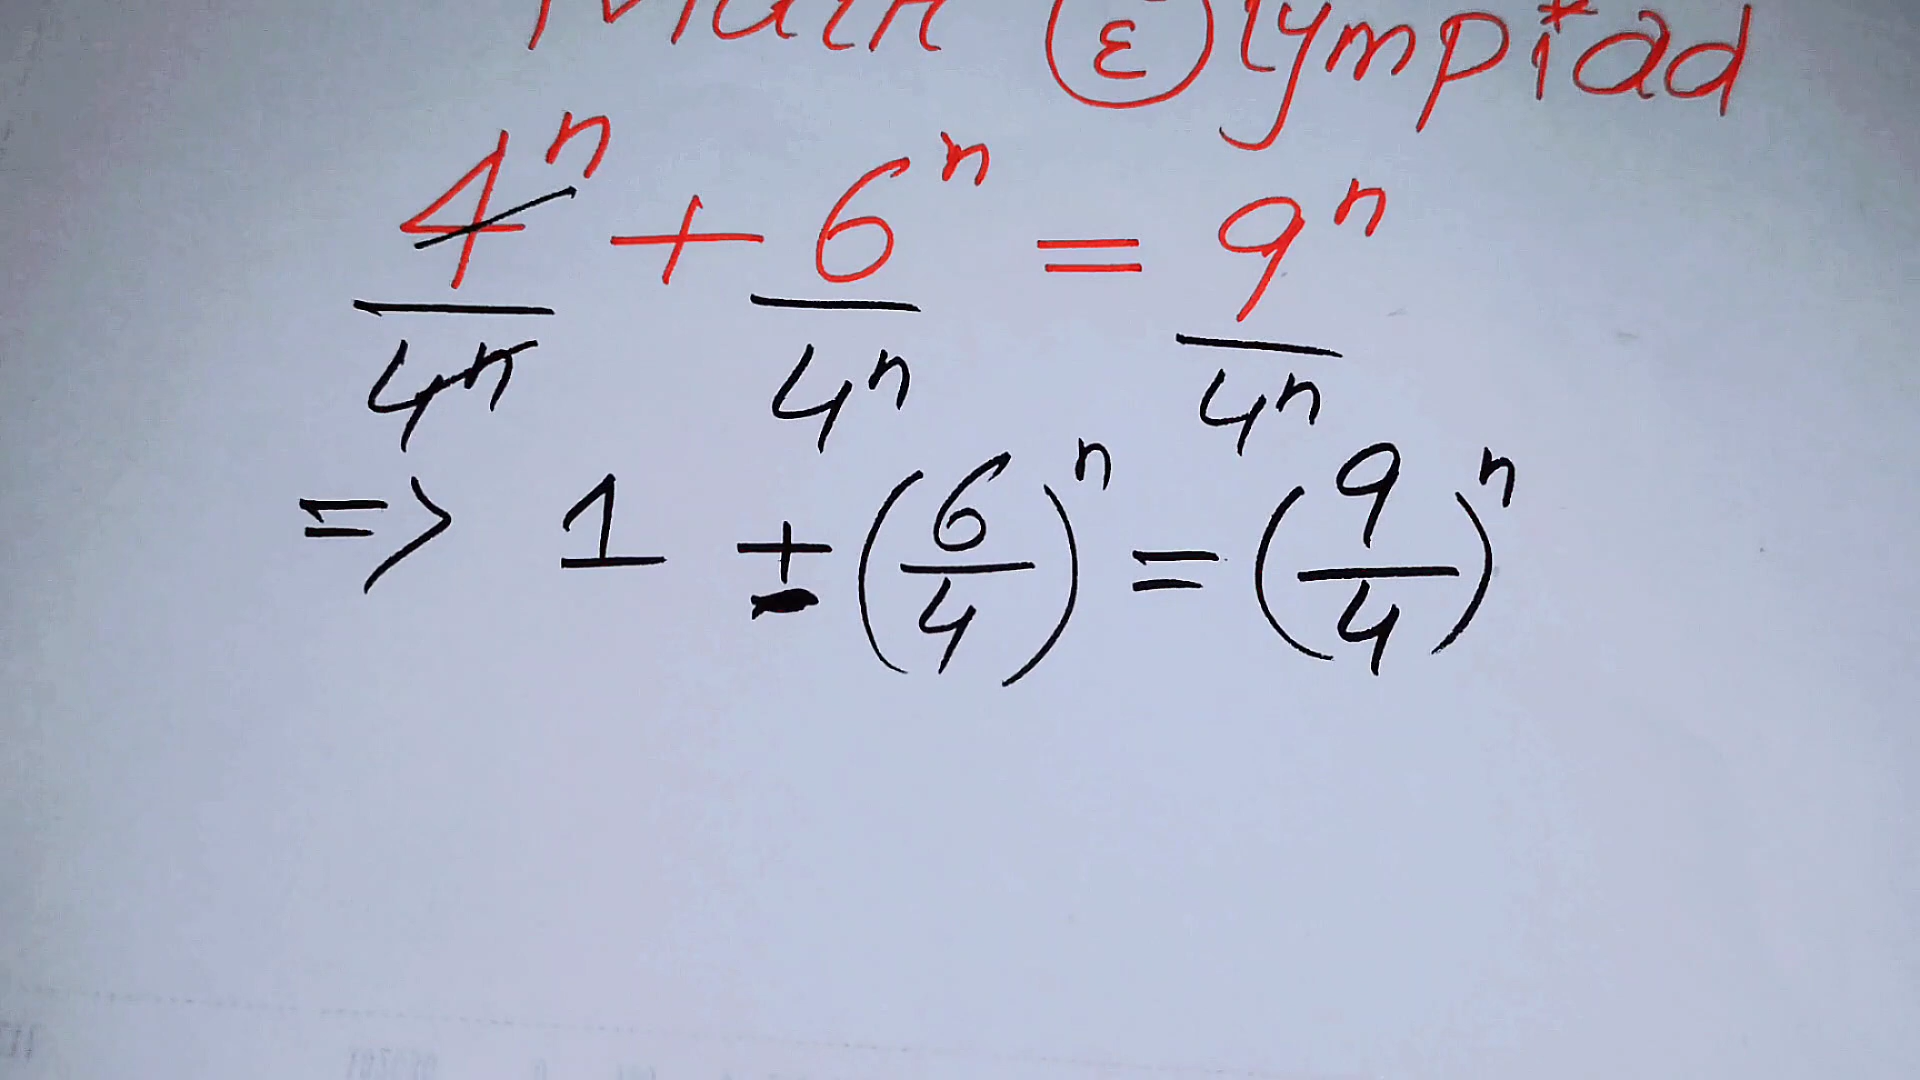 Math Olympiad
4^n/4^n + 6^n/4^n = 9^n/4^n
=> 1 + (6/4)^n = (9/4)^n